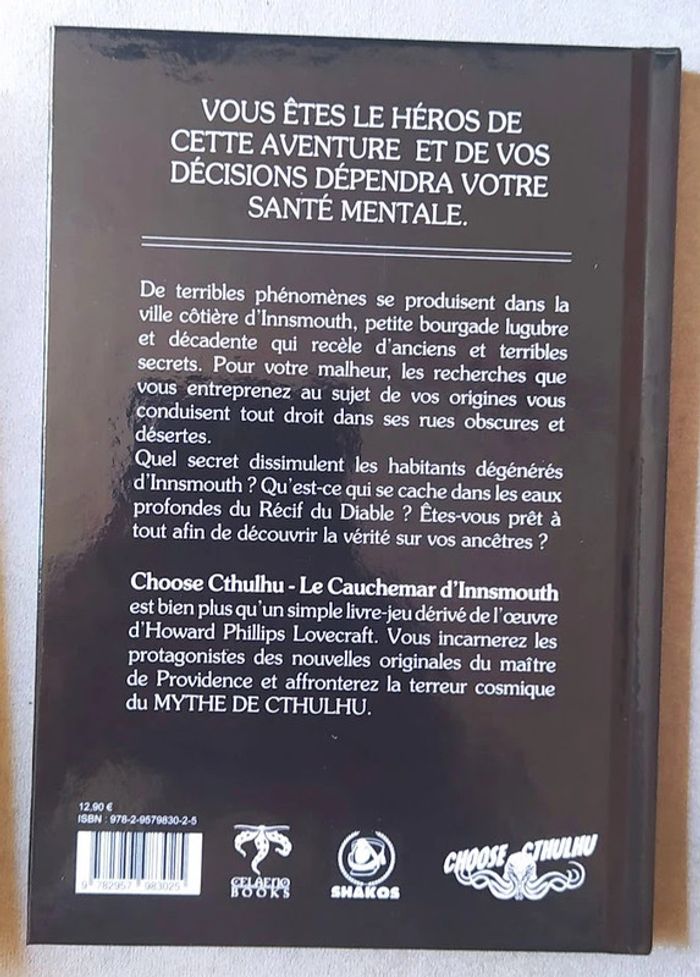 VOUS ÊTES LE HÉROS DE
CETTE AVENTURE ET DE VOS
DÉCISIONS DÉPENDRA VOTRE
SANTÉ MENTALE.
De terribles phénomènes se produisent dans la
ville côtière d'Innsmouth, petite bourgade lugubre
et décadente qui recèle d'anciens et terribles
secrets. Pour votre malheur, les recherches que
vous entreprenez au sujet de vos origines vous
conduisent tout droit dans ses rues obscures et
désertes.
Quel secret dissimulent les habitants dégénérés
d'Innsmouth ? Qu'est-ce qui se cache dans les eaux
profondes du Récif du Diable ? Êtes-vous prêt à
tout afin de découvrir la vérité sur vos ancêtres ?
Choose Cthulhu - Le Cauchemar d'Innsmouth
est bien plus qu'un simple livre-jeu dérivé de l'œuvre
d'Howard Phillips Lovecraft. Vous incarnerez les
protagonistes des nouvelles originales du maître
de Providence et affronterez la terreur cosmique
du MYTHE DE CTHULHU.
12,90 €
ISBN : 978-2-9579830-2-5
9 782957 983025
CELAENO
BOOKS
SHAKOS
CHOOSE CTHULHU